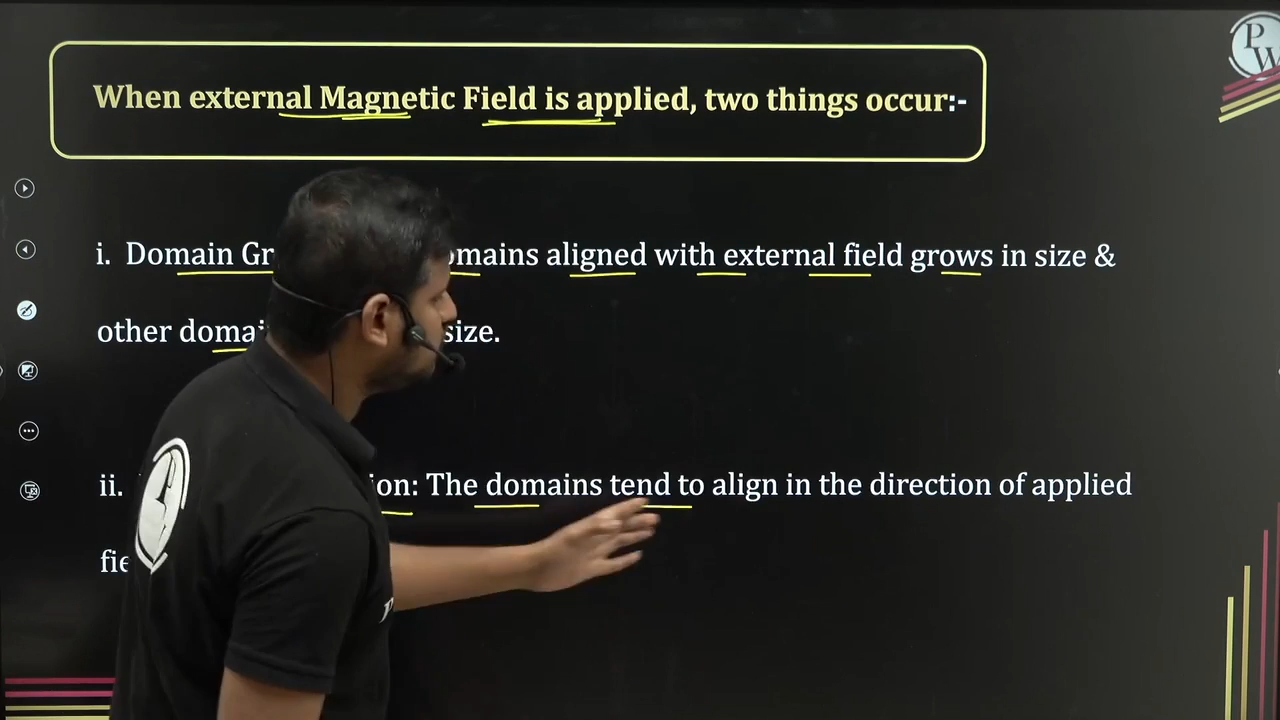 When external Magnetic Field is applied, two things occur:-
P
W
i. Domain Gr omains aligned with external field grows in size &
other domai size.
ii. ion: The domains tend to align in the direction of applied
fie